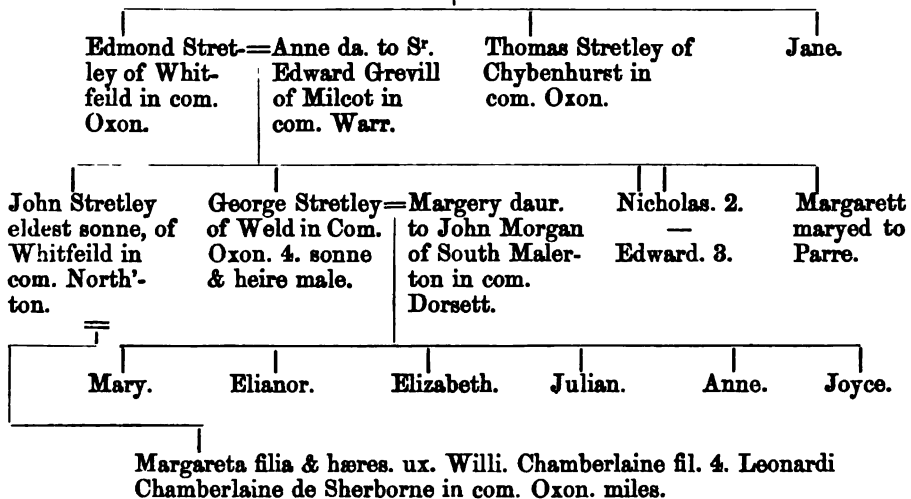 Edmond Stret-
ley of Whit-
feild in com.
Oxon.
=Anne da. to Sʳ.
Edward Grevill
of Milcot in
com. Warr.
Thomas Stretley of
Chybenhurst in
com. Oxon.
Jane.
John Stretley
eldest sonne, of
Whitfeild in
com. North'-
ton.
=
George Stretley
of Weld in Com.
Oxon. 4. sonne
& heire male.
=Margery daur.
to John Morgan
of South Maler-
ton in com.
Dorsett.
Nicholas. 2.
—
Edward. 3.
Margarett
maryed to
Parre.
Mary.
Elianor.
Elizabeth.
Julian.
Anne.
Joyce.
Margareta filia & hæres. ux. Willi. Chamberlaine fil. 4. Leonardi
Chamberlaine de Sherborne in com. Oxon. miles.